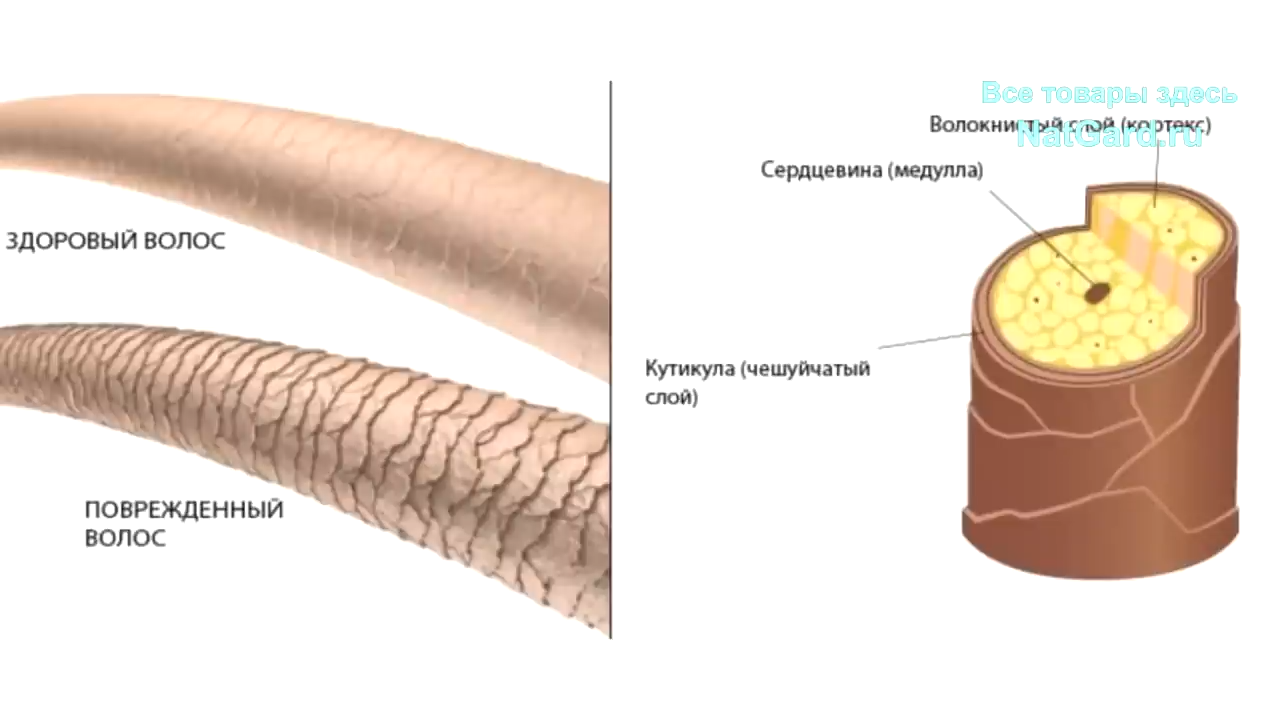 Все товары здесь
NatGard.ru
Волокнистый слой (кортекс)
Сердцевина (медулла)
ЗДОРОВЫЙ ВОЛОС
Кутикула (чешуйчатый
слой)
ПОВРЕЖДЕННЫЙ
ВОЛОС